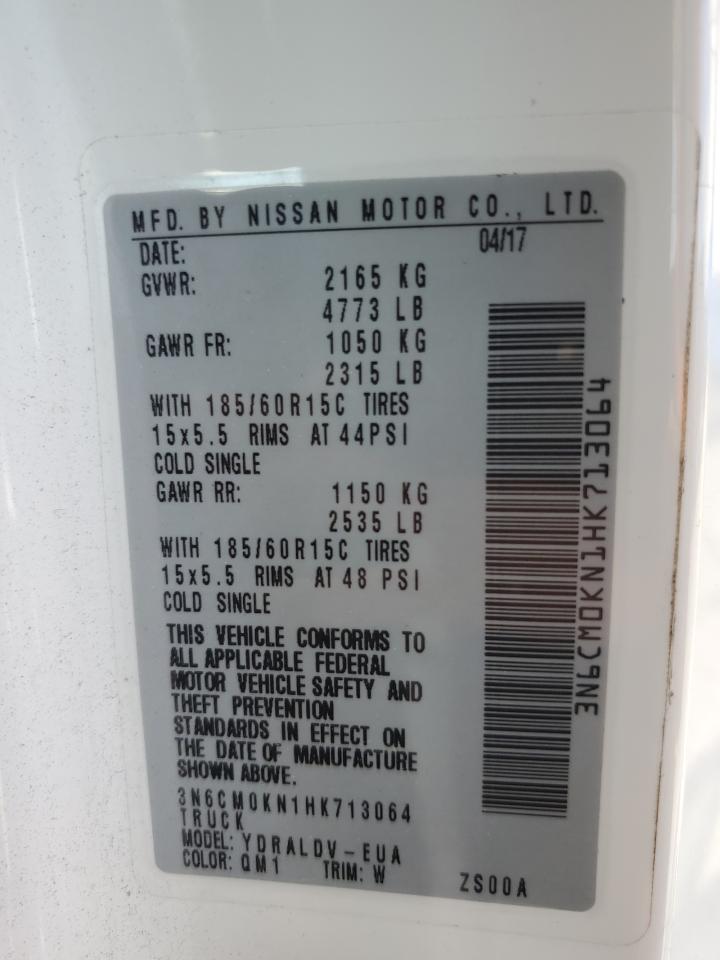 MFD. BY NISSAN MOTOR CO., LTD.
DATE: 04/17
GVWR: 2165 KG
4773 LB
GAWR FR: 1050 KG
2315 LB
WITH 185/60R15C TIRES
15x5.5 RIMS AT 44PSI
COLD SINGLE
GAWR RR: 1150 KG
2535 LB
WITH 185/60R15C TIRES
15x5.5 RIMS AT 48 PSI
COLD SINGLE
THIS VEHICLE CONFORMS TO
ALL APPLICABLE FEDERAL
MOTOR VEHICLE SAFETY AND
THEFT PREVENTION
STANDARDS IN EFFECT ON
THE DATE OF MANUFACTURE
SHOWN ABOVE.
3N6CM0KN1HK713064
TRUCK
MODEL: YDRALDV-EUA
COLOR: QM1 TRIM: W ZS00A
3N6CM0KN1HK713064